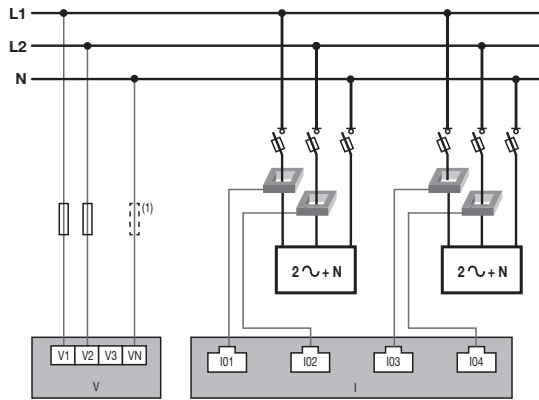 L1
L2
N
(1)
2 ∿ + N
2 ∿ + N
V1 V2 V3 VN
V
I01 I02 I03 I04
I